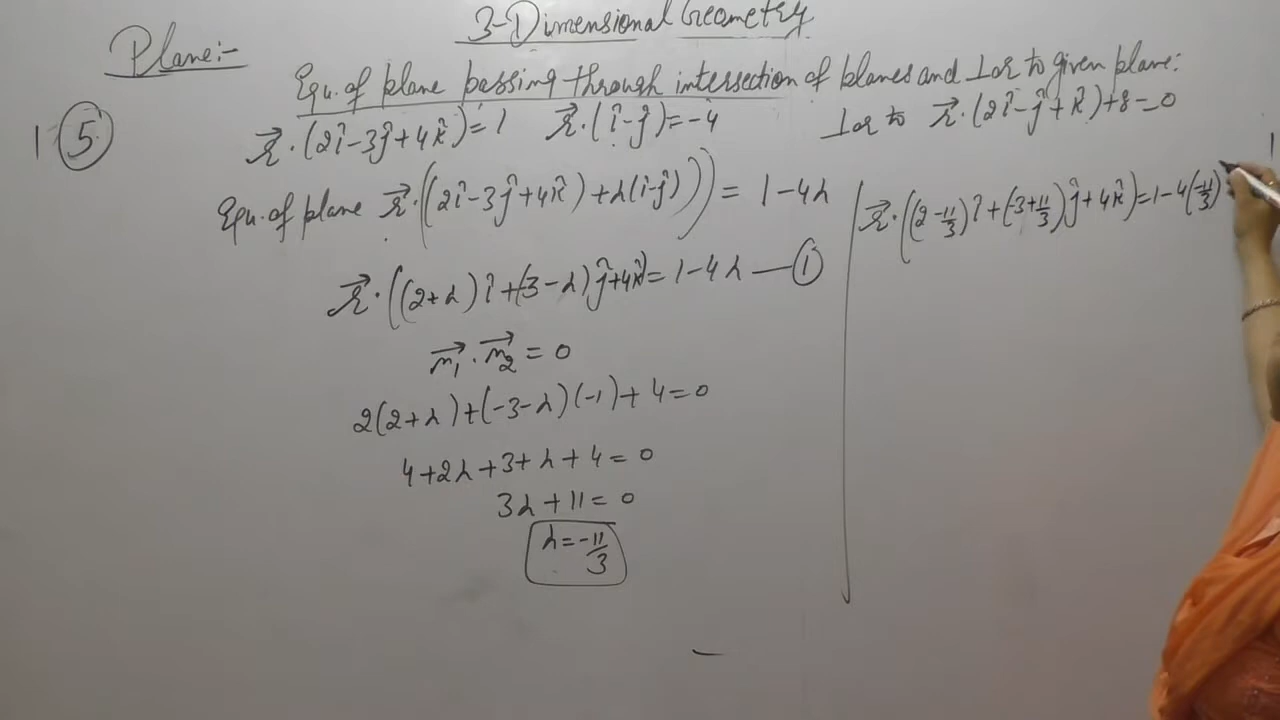 3-Dimensional Geometry
Plane:-
Equ. of plane passing through intersection of planes and ⊥or to given plane:
1 5 r⃗.(2î-3ĵ+4k̂)=1 r⃗.(î-ĵ)=-4 ⊥or to r⃗.(2î-ĵ+k̂)+8=0
Equ. of plane r⃗.((2î-3ĵ+4k̂)+λ(î-ĵ))) = 1-4λ
r⃗.((2+λ)î+(-3-λ)ĵ+4k̂)=1-4λ —①
n⃗₁.n⃗₂=0
2(2+λ)+(-3-λ)(-1)+4=0
4+2λ+3+λ+4=0
3λ+11=0
λ=-11/3
r⃗.((2-11/3)î+(-3+11/3)ĵ+4k̂)=1-4(-11/3)